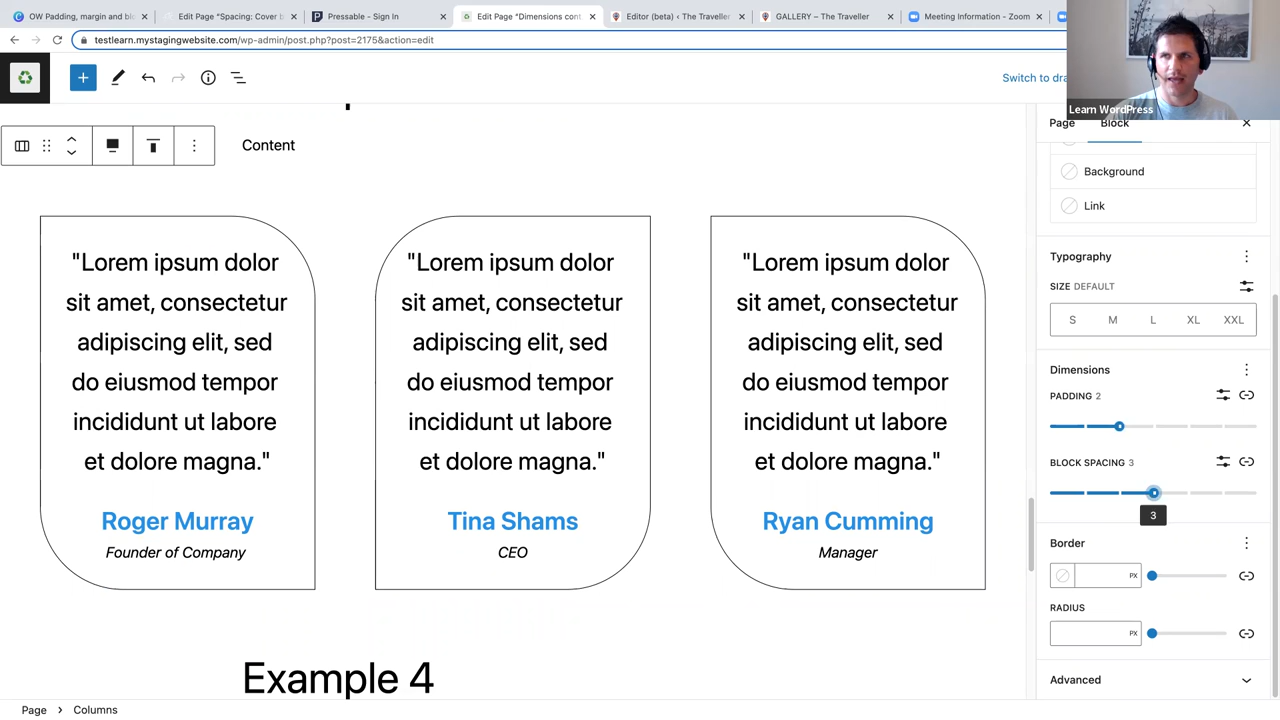 OW Padding, margin and blo
Edit Page "Spacing: Cover b
Pressable - Sign In
Edit Page "Dimensions cont
Editor (beta) ‹ The Traveller
GALLERY – The Traveller
Meeting Information - Zoom
testlearn.mystagingwebsite.com/wp-admin/post.php?post=2175&action=edit
Switch to dra
Learn WordPress
Page
Block
Content
Background
Link
"Lorem ipsum dolor
sit amet, consectetur
adipiscing elit, sed
do eiusmod tempor
incididunt ut labore
et dolore magna."
Roger Murray
Founder of Company
"Lorem ipsum dolor
sit amet, consectetur
adipiscing elit, sed
do eiusmod tempor
incididunt ut labore
et dolore magna."
Tina Shams
CEO
"Lorem ipsum dolor
sit amet, consectetur
adipiscing elit, sed
do eiusmod tempor
incididunt ut labore
et dolore magna."
Ryan Cumming
Manager
Example 4
Typography
SIZE DEFAULT
S M L XL XXL
Dimensions
PADDING 2
BLOCK SPACING 3
3
Border
PX
RADIUS
PX
Advanced
Page > Columns